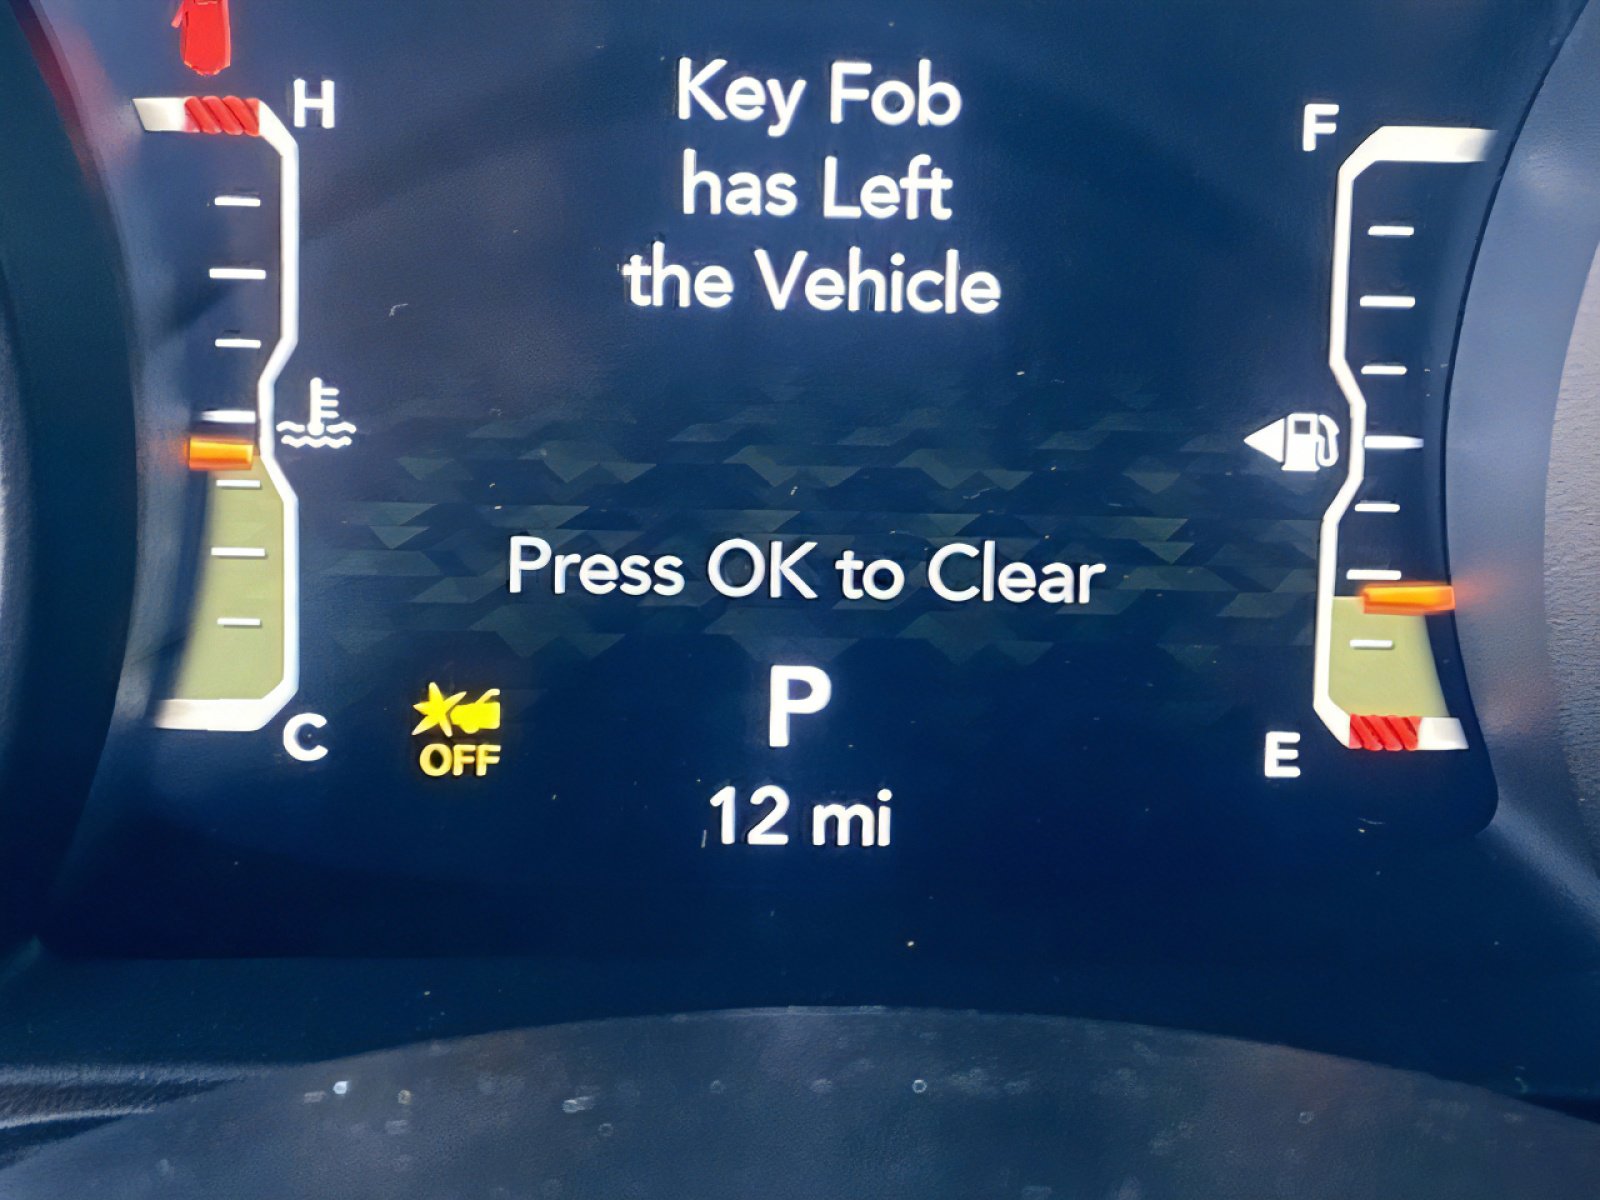 H
Key Fob
has Left
the Vehicle
F
Press OK to Clear
C
OFF
P
E
12 mi